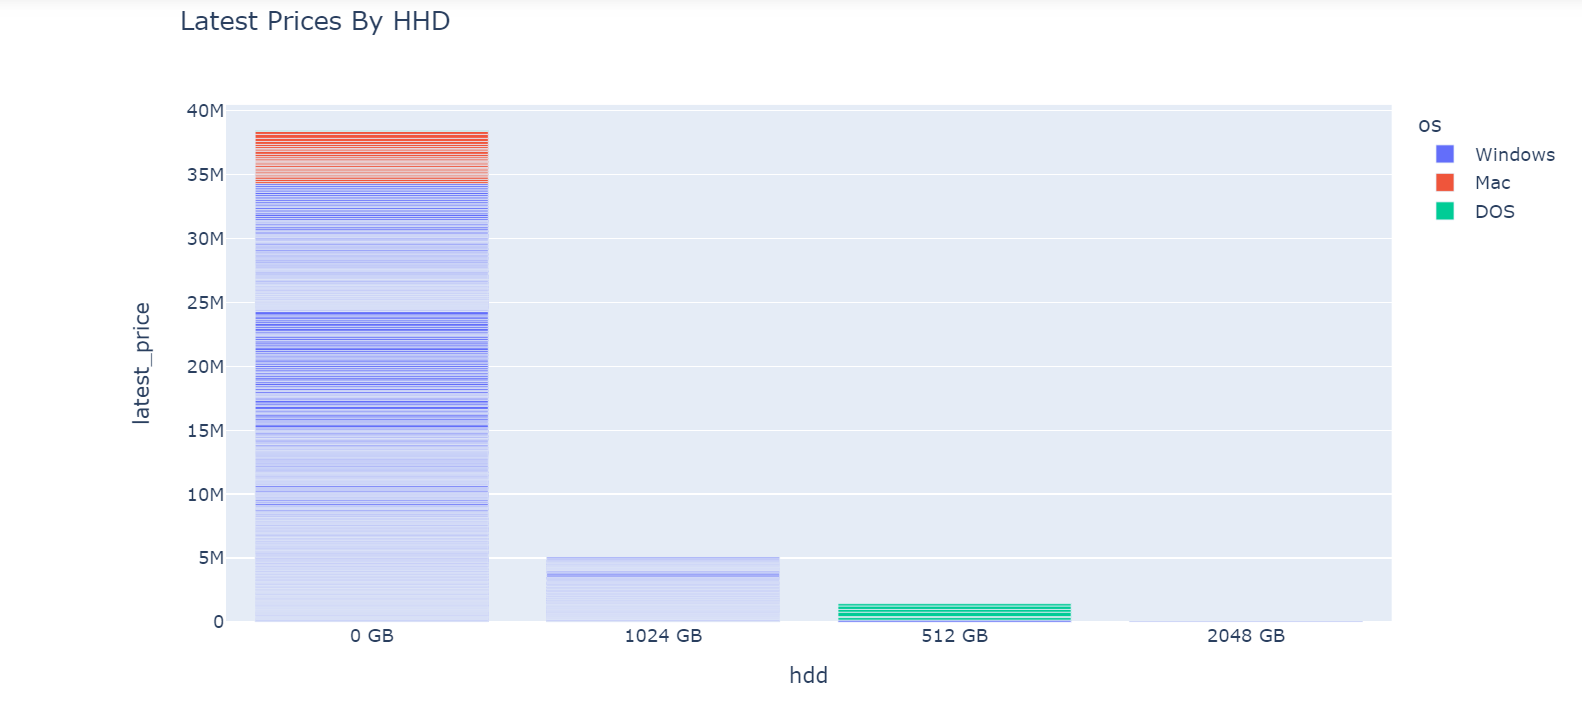 Latest Prices By HHD
40M
35M
30M
25M
20M
15M
10M
5M
0
latest_price
0 GB
1024 GB
512 GB
2048 GB
hdd
os
Windows
Mac
DOS